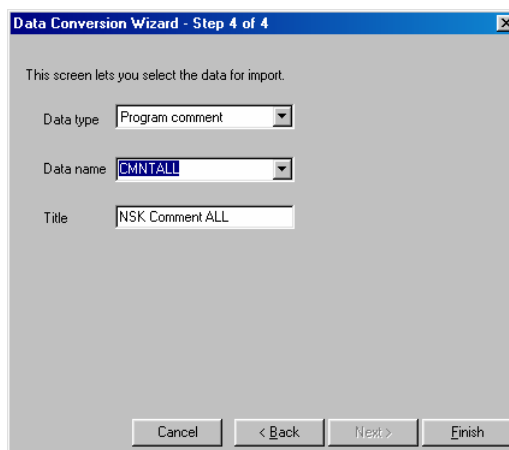 Data Conversion Wizard - Step 4 of 4
This screen lets you select the data for import.
Data type Program comment
Data name CMNTALL
Title NSK Comment ALL
Cancel < Back Next > Finish